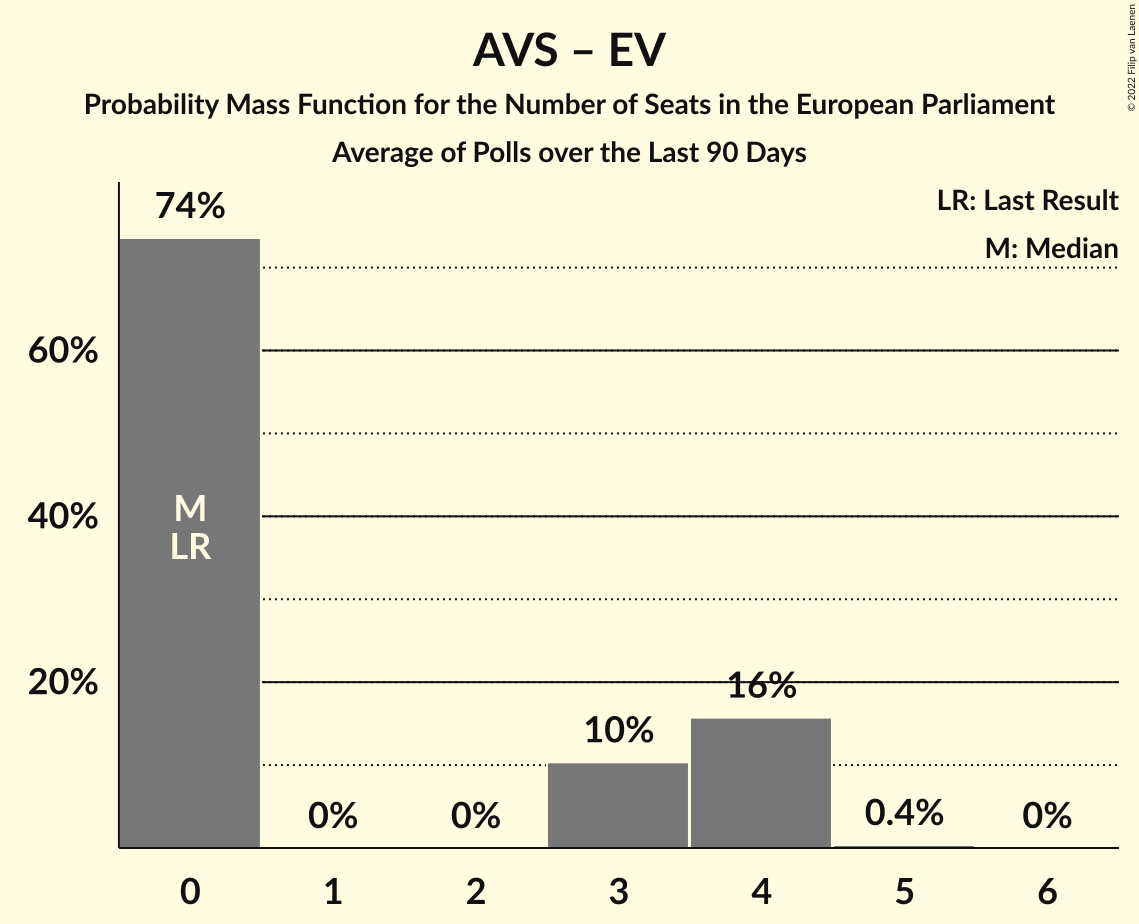 AVS – EV
Probability Mass Function for the Number of Seats in the European Parliament
Average of Polls over the Last 90 Days
© 2022 Filip van Laenen
LR: Last Result
M: Median
74%
60%
40%
20%
M
LR
0%
0%
10%
16%
0.4%
0%
0
1
2
3
4
5
6